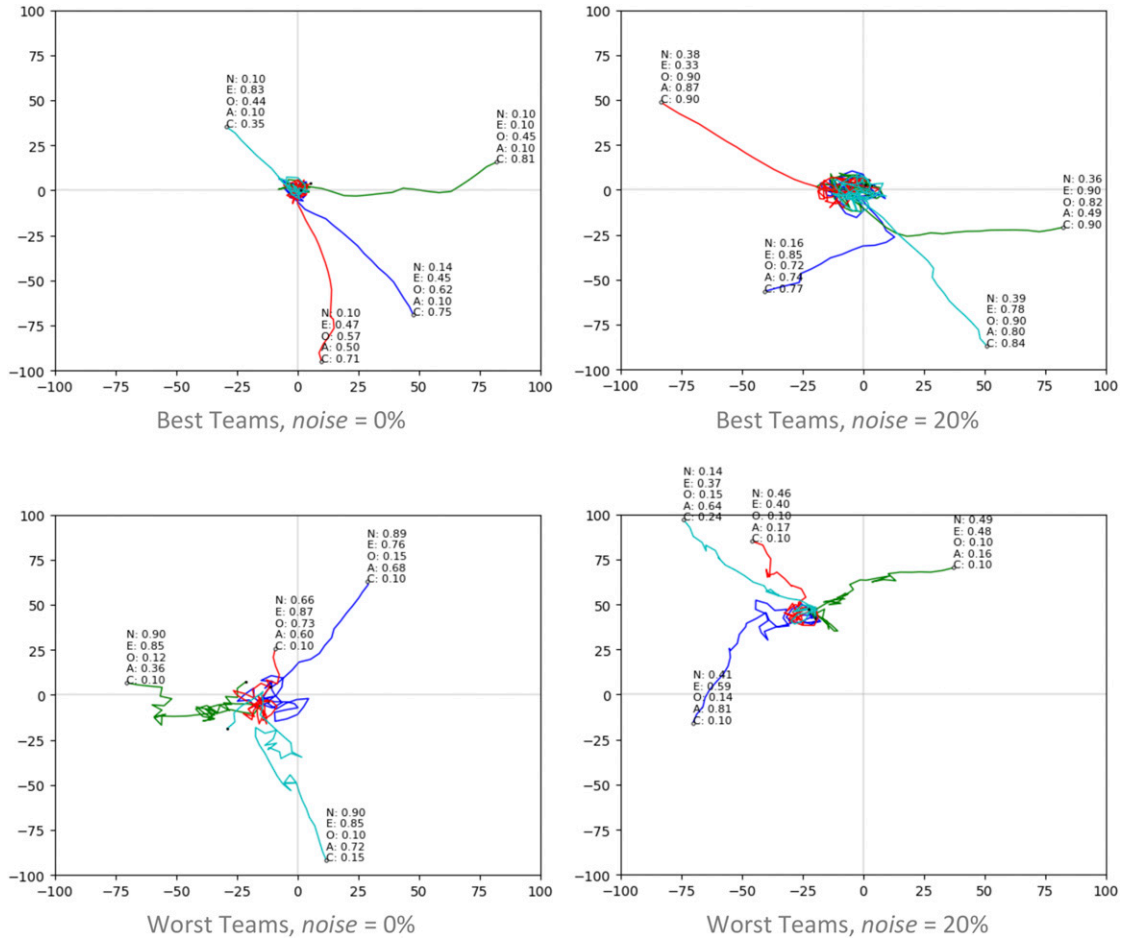 100
75
50
25
0
−25
−50
−75
−100
−100
−75
−50
−25
0
25
50
75
100
N: 0.10
E: 0.83
O: 0.44
A: 0.10
C: 0.35
N: 0.10
E: 0.10
O: 0.45
A: 0.10
C: 0.81
N: 0.14
E: 0.45
O: 0.62
A: 0.10
C: 0.75
N: 0.10
E: 0.47
O: 0.57
A: 0.50
C: 0.71
Best Teams, noise = 0%
100
75
50
25
0
−25
−50
−75
−100
−100
−75
−50
−25
0
25
50
75
100
N: 0.38
E: 0.33
O: 0.90
A: 0.87
C: 0.90
N: 0.36
E: 0.90
O: 0.82
A: 0.49
C: 0.90
N: 0.16
E: 0.85
O: 0.72
A: 0.74
C: 0.77
N: 0.39
E: 0.78
O: 0.90
A: 0.80
C: 0.84
Best Teams, noise = 20%
100
75
50
25
0
−25
−50
−75
−100
−100
−75
−50
−25
0
25
50
75
100
N: 0.89
E: 0.76
O: 0.15
A: 0.68
C: 0.10
N: 0.66
E: 0.87
O: 0.73
A: 0.60
C: 0.10
N: 0.90
E: 0.85
O: 0.12
A: 0.36
C: 0.10
N: 0.90
E: 0.85
O: 0.10
A: 0.72
C: 0.15
Worst Teams, noise = 0%
100
75
50
25
0
−25
−50
−75
−100
−100
−75
−50
−25
0
25
50
75
100
N: 0.14
E: 0.37
O: 0.15
A: 0.64
C: 0.24
N: 0.46
E: 0.40
O: 0.10
A: 0.17
C: 0.10
N: 0.49
E: 0.48
O: 0.10
A: 0.16
C: 0.10
N: 0.41
E: 0.59
O: 0.14
A: 0.81
C: 0.10
Worst Teams, noise = 20%